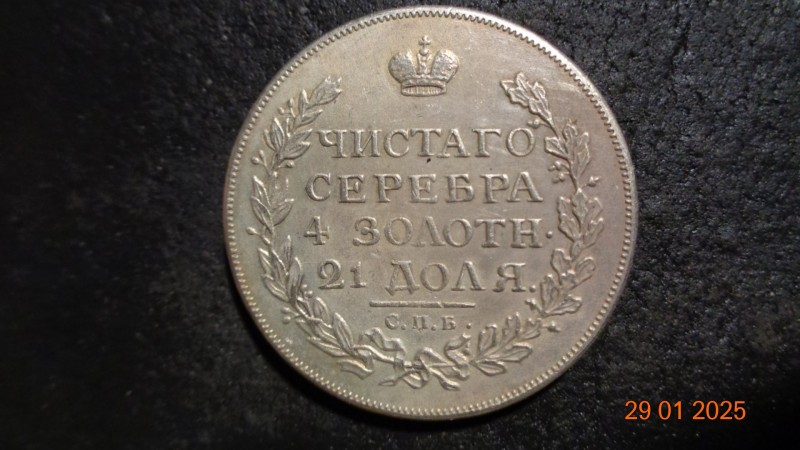 ЧИСТАГО
СЕРЕБРА
4 ЗОЛОТН·
21 ДОЛЯ.
С.П.Б.
29 01 2025